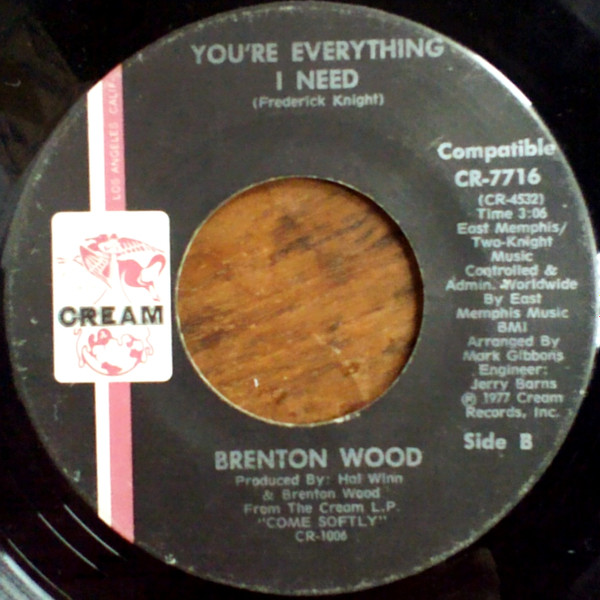 YOU'RE EVERYTHING
I NEED
(Frederick Knight)
LOS ANGELES CALIF
CREAM
Compatible
CR-7716
(CR-4532)
Time 3:06
East Memphis/
Two-Knight
Music
Controlled &
Admin. Worldwide
By East
Memphis Music
BMI
Arranged By
Mark Gibbons
Engineer:
Jerry Barns
℗ 1977 Cream
Records, Inc.
Side B
BRENTON WOOD
Produced By: Hal Winn
& Brenton Wood
From The Cream L.P.
"COME SOFTLY"
CR-1006